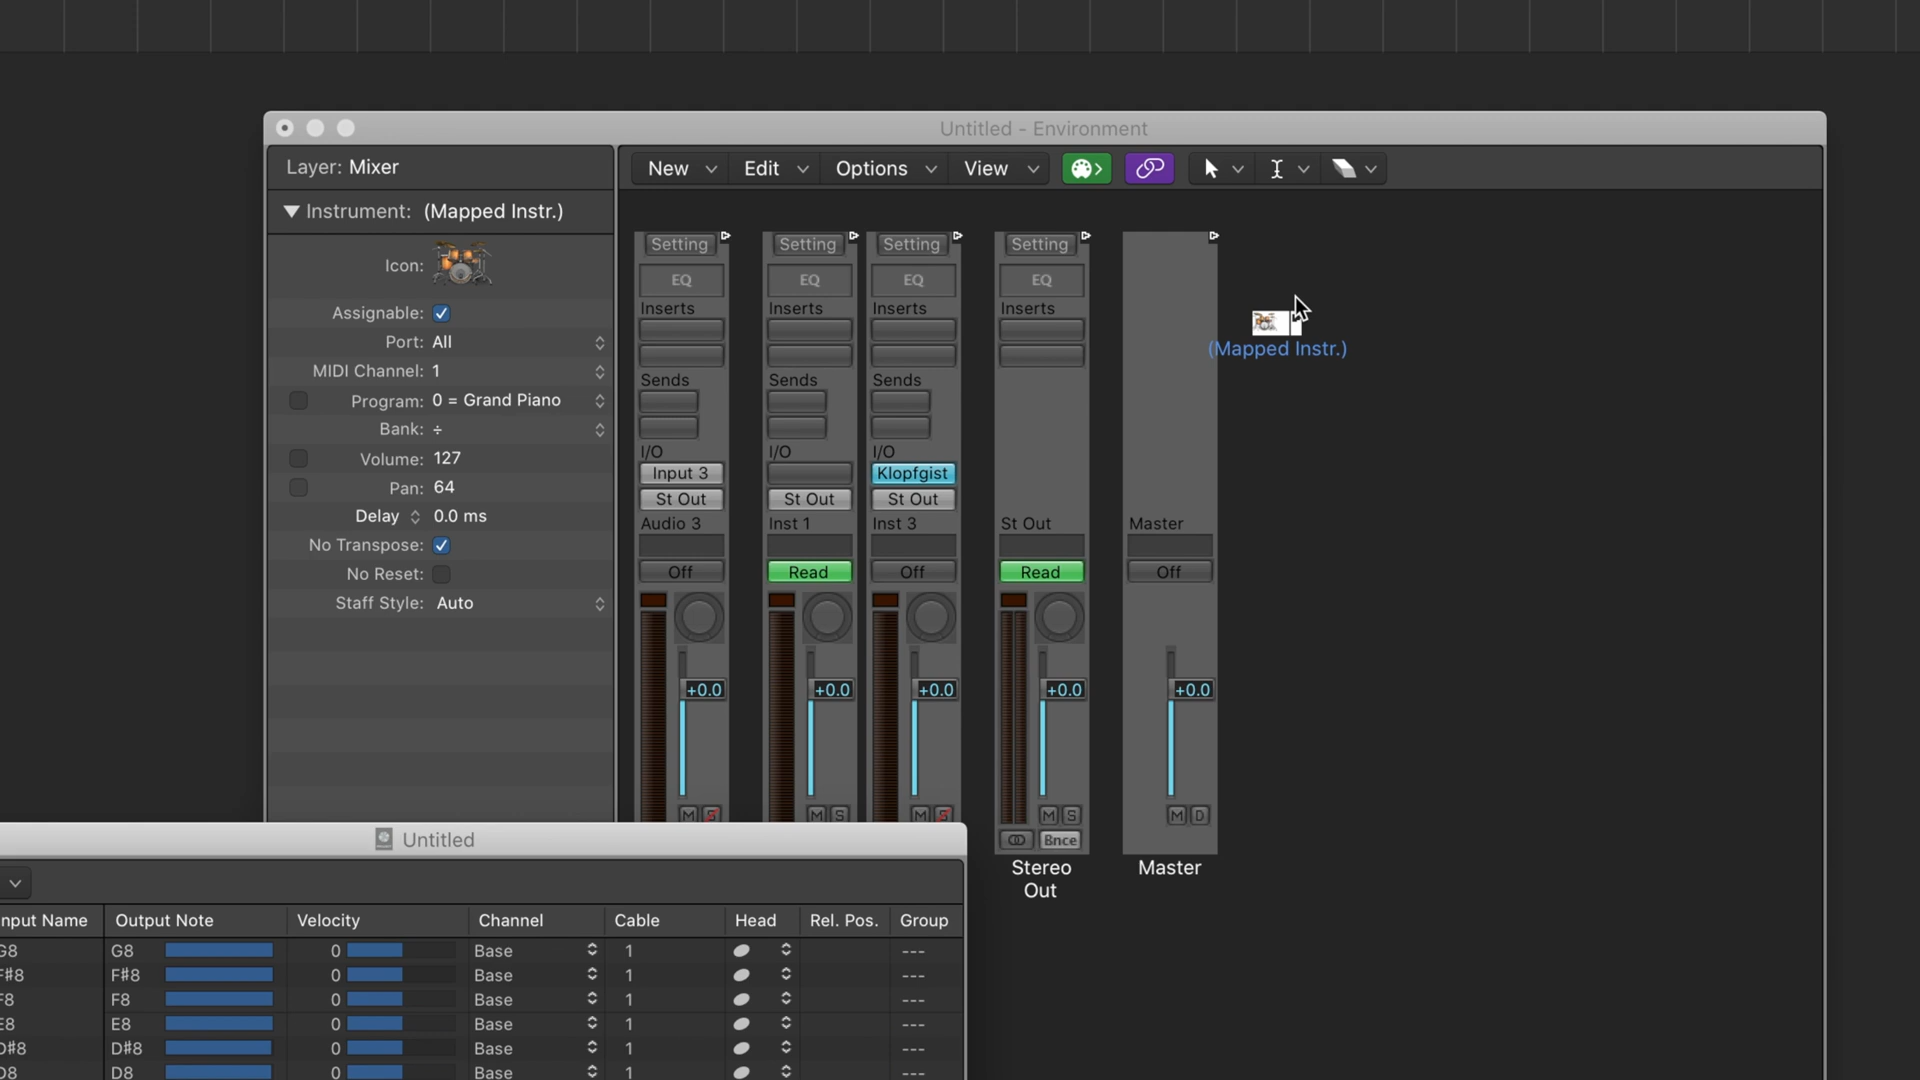 Untitled - Environment
Layer: Mixer
New Edit Options View
Instrument: (Mapped Instr.)
Icon:
Assignable:
Port: All
MIDI Channel: 1
Program: 0 = Grand Piano
Bank: ÷
Volume: 127
Pan: 64
Delay 0.0 ms
No Transpose:
No Reset:
Staff Style: Auto
Setting Setting Setting Setting
EQ EQ EQ EQ
Inserts Inserts Inserts Inserts
(Mapped Instr.)
Sends Sends Sends
I/O I/O I/O
Input 3 Klopfgist
St Out St Out St Out
Audio 3 Inst 1 Inst 3 St Out Master
Off Read Off Read Off
+0.0 +0.0 +0.0 +0.0 +0.0
M S M S M S M S M D
Bnce
Stereo Out
Master
Untitled
nput Name Output Note Velocity Channel Cable Head Rel. Pos. Group
G8 G8 0 Base 1 ---
F#8 F#8 0 Base 1 ---
F8 F8 0 Base 1 ---
E8 E8 0 Base 1 ---
D#8 D#8 0 Base 1 ---
D8 D8 0 Base 1 ---